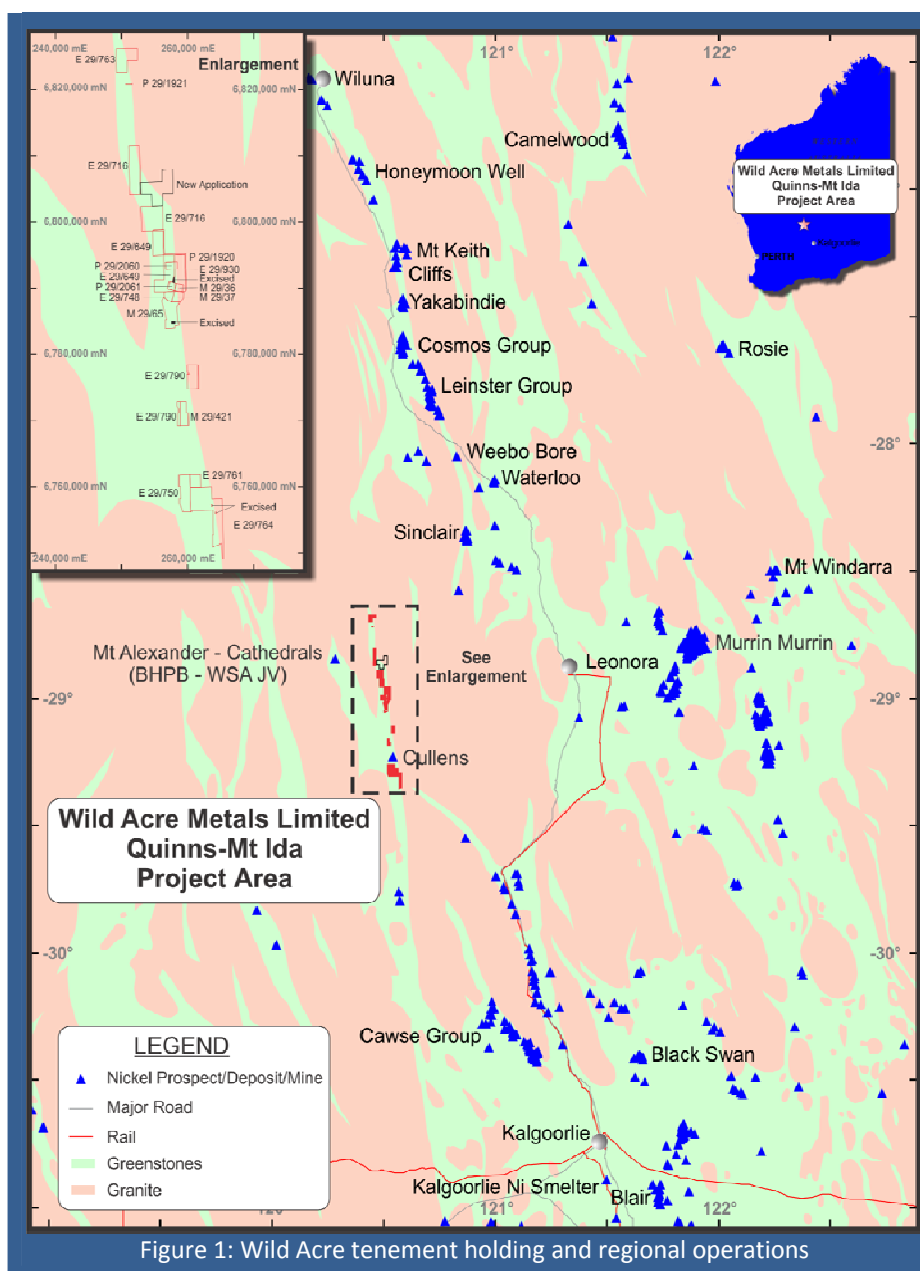 240,000 mE
260,000 mE
Enlargement
E 29/763
6,820,000 mN
P 29/1921
6,820,000 mN
E 29/716
New Application
6,800,000 mN
E 29/716
6,800,000 mN
E 29/649
P 29/1920
P 29/2060
E 29/930
E 29/640
Excised
P 29/2061
M 29/36
E 29/748
M 29/37
M 29/65
Excised
6,780,000 mN
6,780,000 mN
E 29/790
E 29/790
M 29/421
E 29/761
6,760,000 mN
6,760,000 mN
E 29/750
Excised
E 29/764
240,000 mE
260,000 mE
121°
122°
Wiluna
Camelwood
Honeymoon Well
Mt Keith
Cliffs
Yakabindie
Cosmos Group
Rosie
Leinster Group
-28°
Weebo Bore
Waterloo
Sinclair
Mt Windarra
Wild Acre Metals Limited
Quinns-Mt Ida
Project Area
Kalgoorlie
PERTH
Mt Alexander - Cathedrals
(BHPB - WSA JV)
See
Enlargement
Murrin Murrin
Leonora
-29°
-29°
Cullens
Wild Acre Metals Limited
Quinns-Mt Ida
Project Area
-30°
-30°
Cawse Group
Black Swan
LEGEND
Nickel Prospect/Deposit/Mine
Major Road
Rail
Greenstones
Granite
Kalgoorlie
Kalgoorlie Ni Smelter
Blair
121°
122°
Figure 1: Wild Acre tenement holding and regional operations